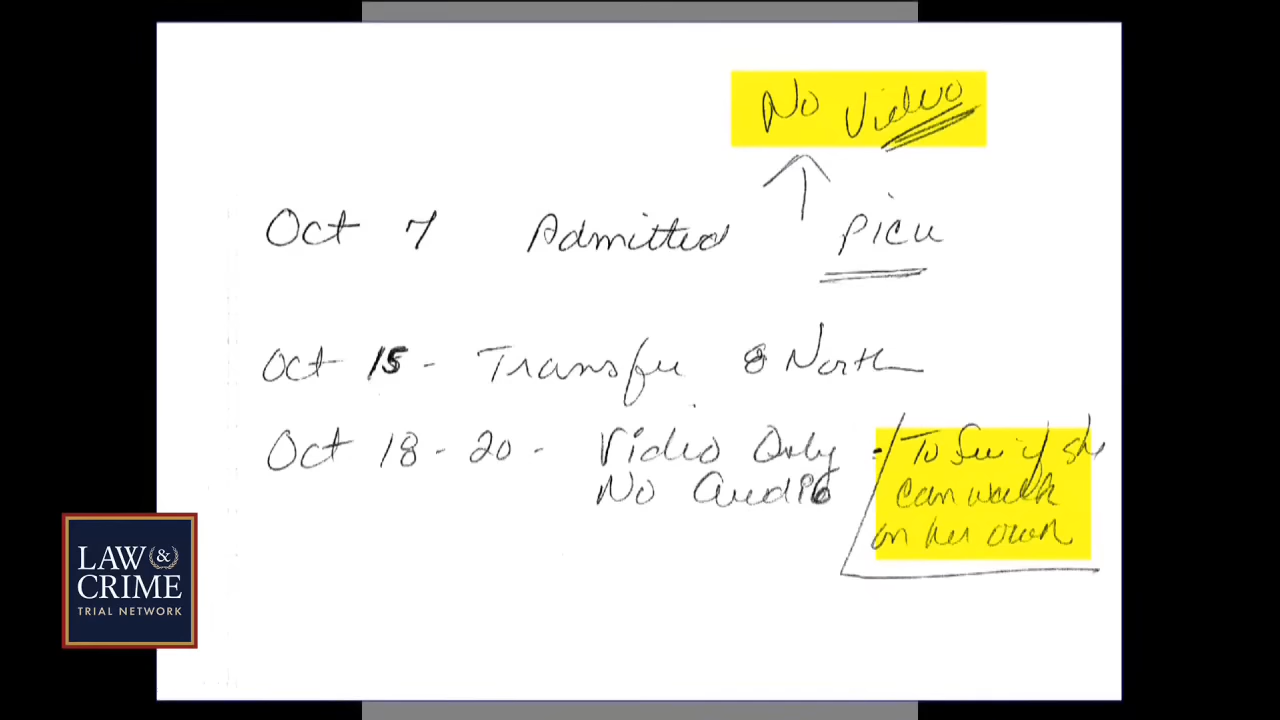 No Video
Oct 7 Admitted PICU
Oct 15 - Transfer 8 North
Oct 18 - 20 - Video Only - To See if she
No Audio can walk
on her own
LAW &
CRIME
TRIAL NETWORK